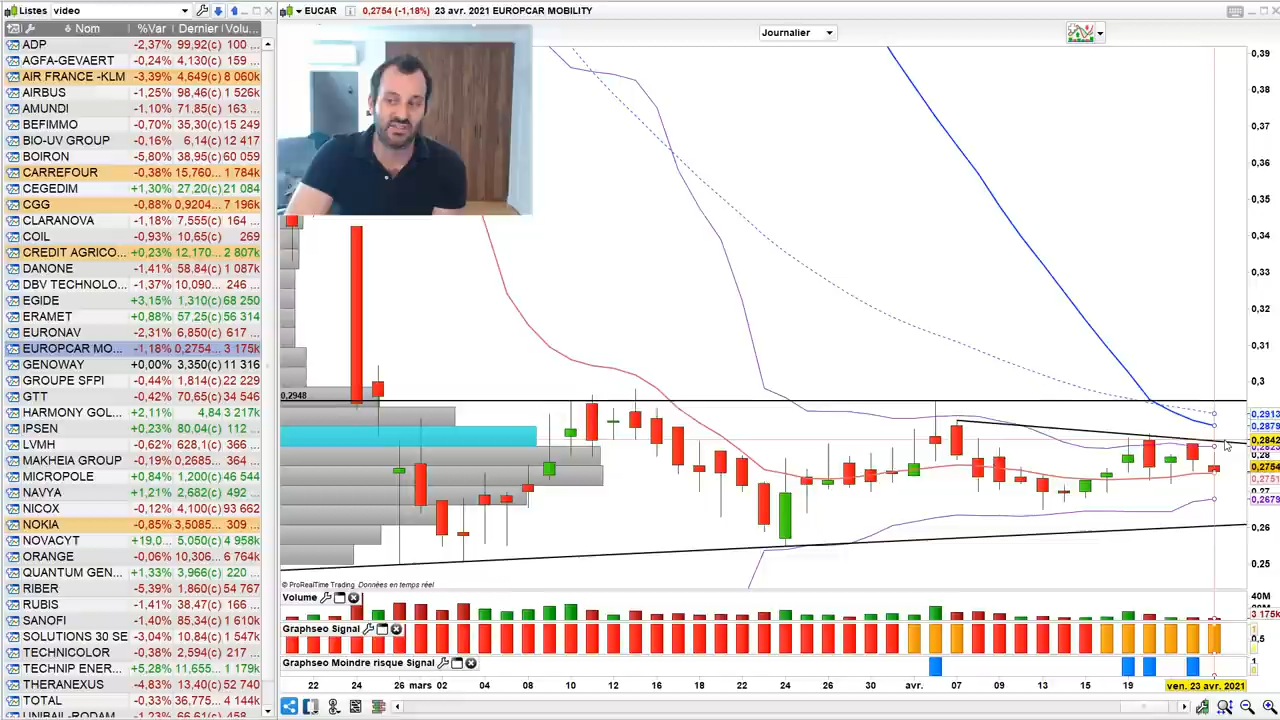 Listes video
Nom %Var Dernier Volu...
ADP -2,37% 99,92(c) 100 ...
AGFA-GEVAERT -0,24% 4,130(c) 159 ...
AIR FRANCE -KLM -3,39% 4,649(c) 8 060k
AIRBUS -1,25% 98,46(c) 1 526k
AMUNDI -1,10% 71,85(c) 163 ...
BEFIMMO -0,70% 35,30(c) 15 249
BIO-UV GROUP -0,16% 6,14(c) 12 417
BOIRON -5,80% 38,95(c) 60 059
CARREFOUR -0,38% 15,760... 1 784k
CEGEDIM +1,30% 27,20(c) 21 084
CGG -0,88% 0,9204... 7 196k
CLARANOVA -1,18% 7,555(c) 164 ...
COIL -0,93% 10,65(c) 269
CREDIT AGRICO... +0,23% 12,170... 2 807k
DANONE -1,41% 58,84(c) 1 087k
DBV TECHNOLO... -1,37% 10,090... 246 ...
EGIDE +3,15% 1,310(c) 68 250
ERAMET +0,88% 57,25(c) 56 314
EURONAV -2,31% 6,850(c) 617 ...
EUROPCAR MO... -1,18% 0,2754... 3 175k
GENOWAY +0,00% 3,350(c) 11 316
GROUPE SFPI -0,44% 1,814(c) 22 229
GTT -0,40% 70,65(c) 34 546
HARMONY GOL... +2,11% 4,84 3 217k
IPSEN +0,23% 80,04(c) 112 ...
LVMH -0,62% 628,1(c) 366 ...
MAKHEIA GROUP -0,19% 0,2685... 364 ...
MICROPOLE +0,84% 1,200(c) 46 544
NAVYA +1,21% 2,682(c) 492 ...
NICOX -0,12% 4,100(c) 93 662
NOKIA -0,85% 3,5085... 309 ...
NOVACYT +19,0... 5,050(c) 4 958k
ORANGE -0,06% 10,306... 6 764k
QUANTUM GEN... +1,33% 3,966(c) 220 ...
RIBER -5,39% 1,860(c) 54 767
RUBIS -1,41% 38,47(c) 166 ...
SANOFI -1,40% 85,34(c) 1 610k
SOLUTIONS 30 SE -3,04% 10,84(c) 1 547k
TECHNICOLOR -0,38% 2,594(c) 217 ...
TECHNIP ENER... +5,28% 11,655... 1 179k
THERANEXUS -4,83% 13,40(c) 52 740
TOTAL -0,33% 36,775... 4 144k
UNIBAIL-RODAM... -1,23% 66,61(c) 458
EUCAR 0,2754 (-1,18%) 23 avr. 2021 EUROPCAR MOBILITY
Journalier
0,39
0,38
0,37
0,36
0,35
0,34
0,33
0,32
0,31
0,3
0,2948
0,2913
0,2879
0,2842
0,28
0,2754
0,2751
0,27
0,2679
0,26
0,25
© ProRealTime Trading Données en temps réel
Volume
40M
3 175k
Graphseo Signal
1
0,5
Graphseo Moindre risque Signal
1
0
22 24 26 mars 02 04 08 10 12 16 18 22 24 26 30 avr. 07 09 13 15 19 ven. 23 avr. 2021